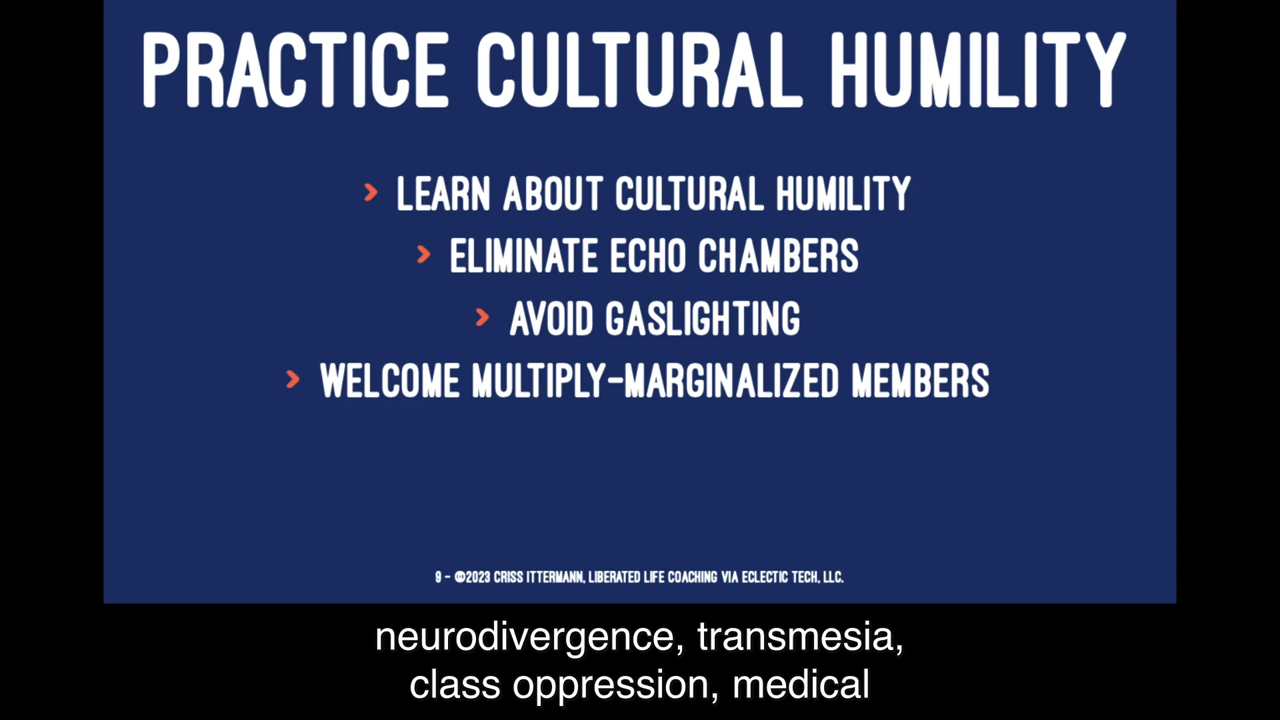 PRACTICE CULTURAL HUMILITY
> LEARN ABOUT CULTURAL HUMILITY
> ELIMINATE ECHO CHAMBERS
> AVOID GASLIGHTING
> WELCOME MULTIPLY-MARGINALIZED MEMBERS
9 - ©2023 CRISS ITTERMANN, LIBERATED LIFE COACHING VIA ECLECTIC TECH, LLC.
neurodivergence, transmesia,
class oppression, medical